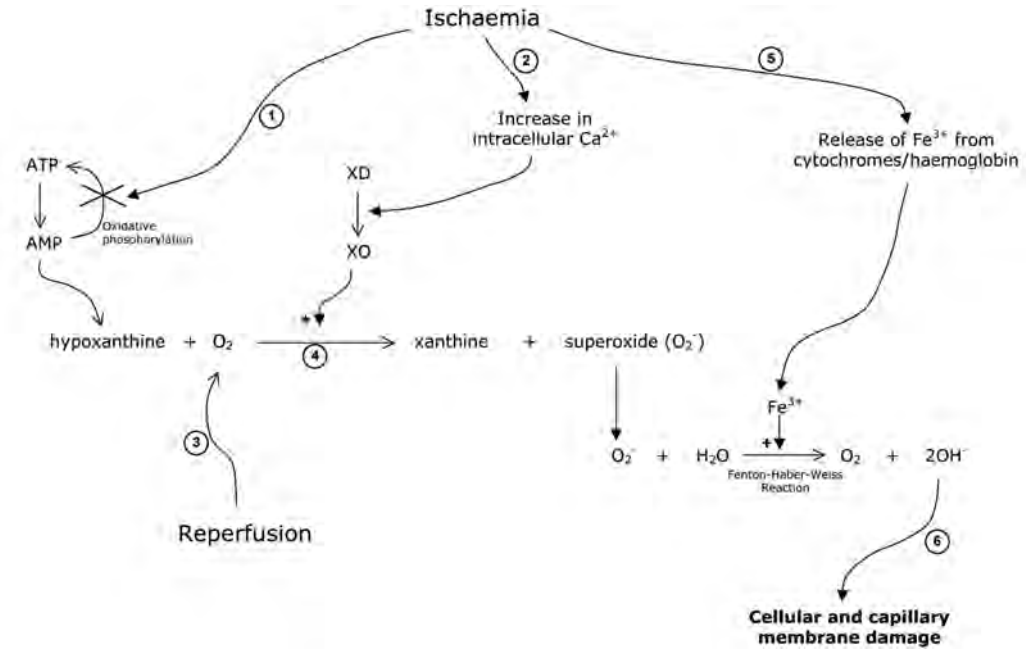 Ischaemia
2
5
1
Increase in
intracellular Ca²⁺
Release of Fe³⁺ from
cytochromes/haemoglobin
ATP
XD
Oxidative
phosphorylation
AMP
XO
+
hypoxanthine + O₂
4
xanthine + superoxide (O₂⁻)
3
Fe³⁺
+
O₂⁻ + H₂O
O₂ + 2OH
Fenton-Haber-Weiss
Reaction
Reperfusion
6
Cellular and capillary
membrane damage